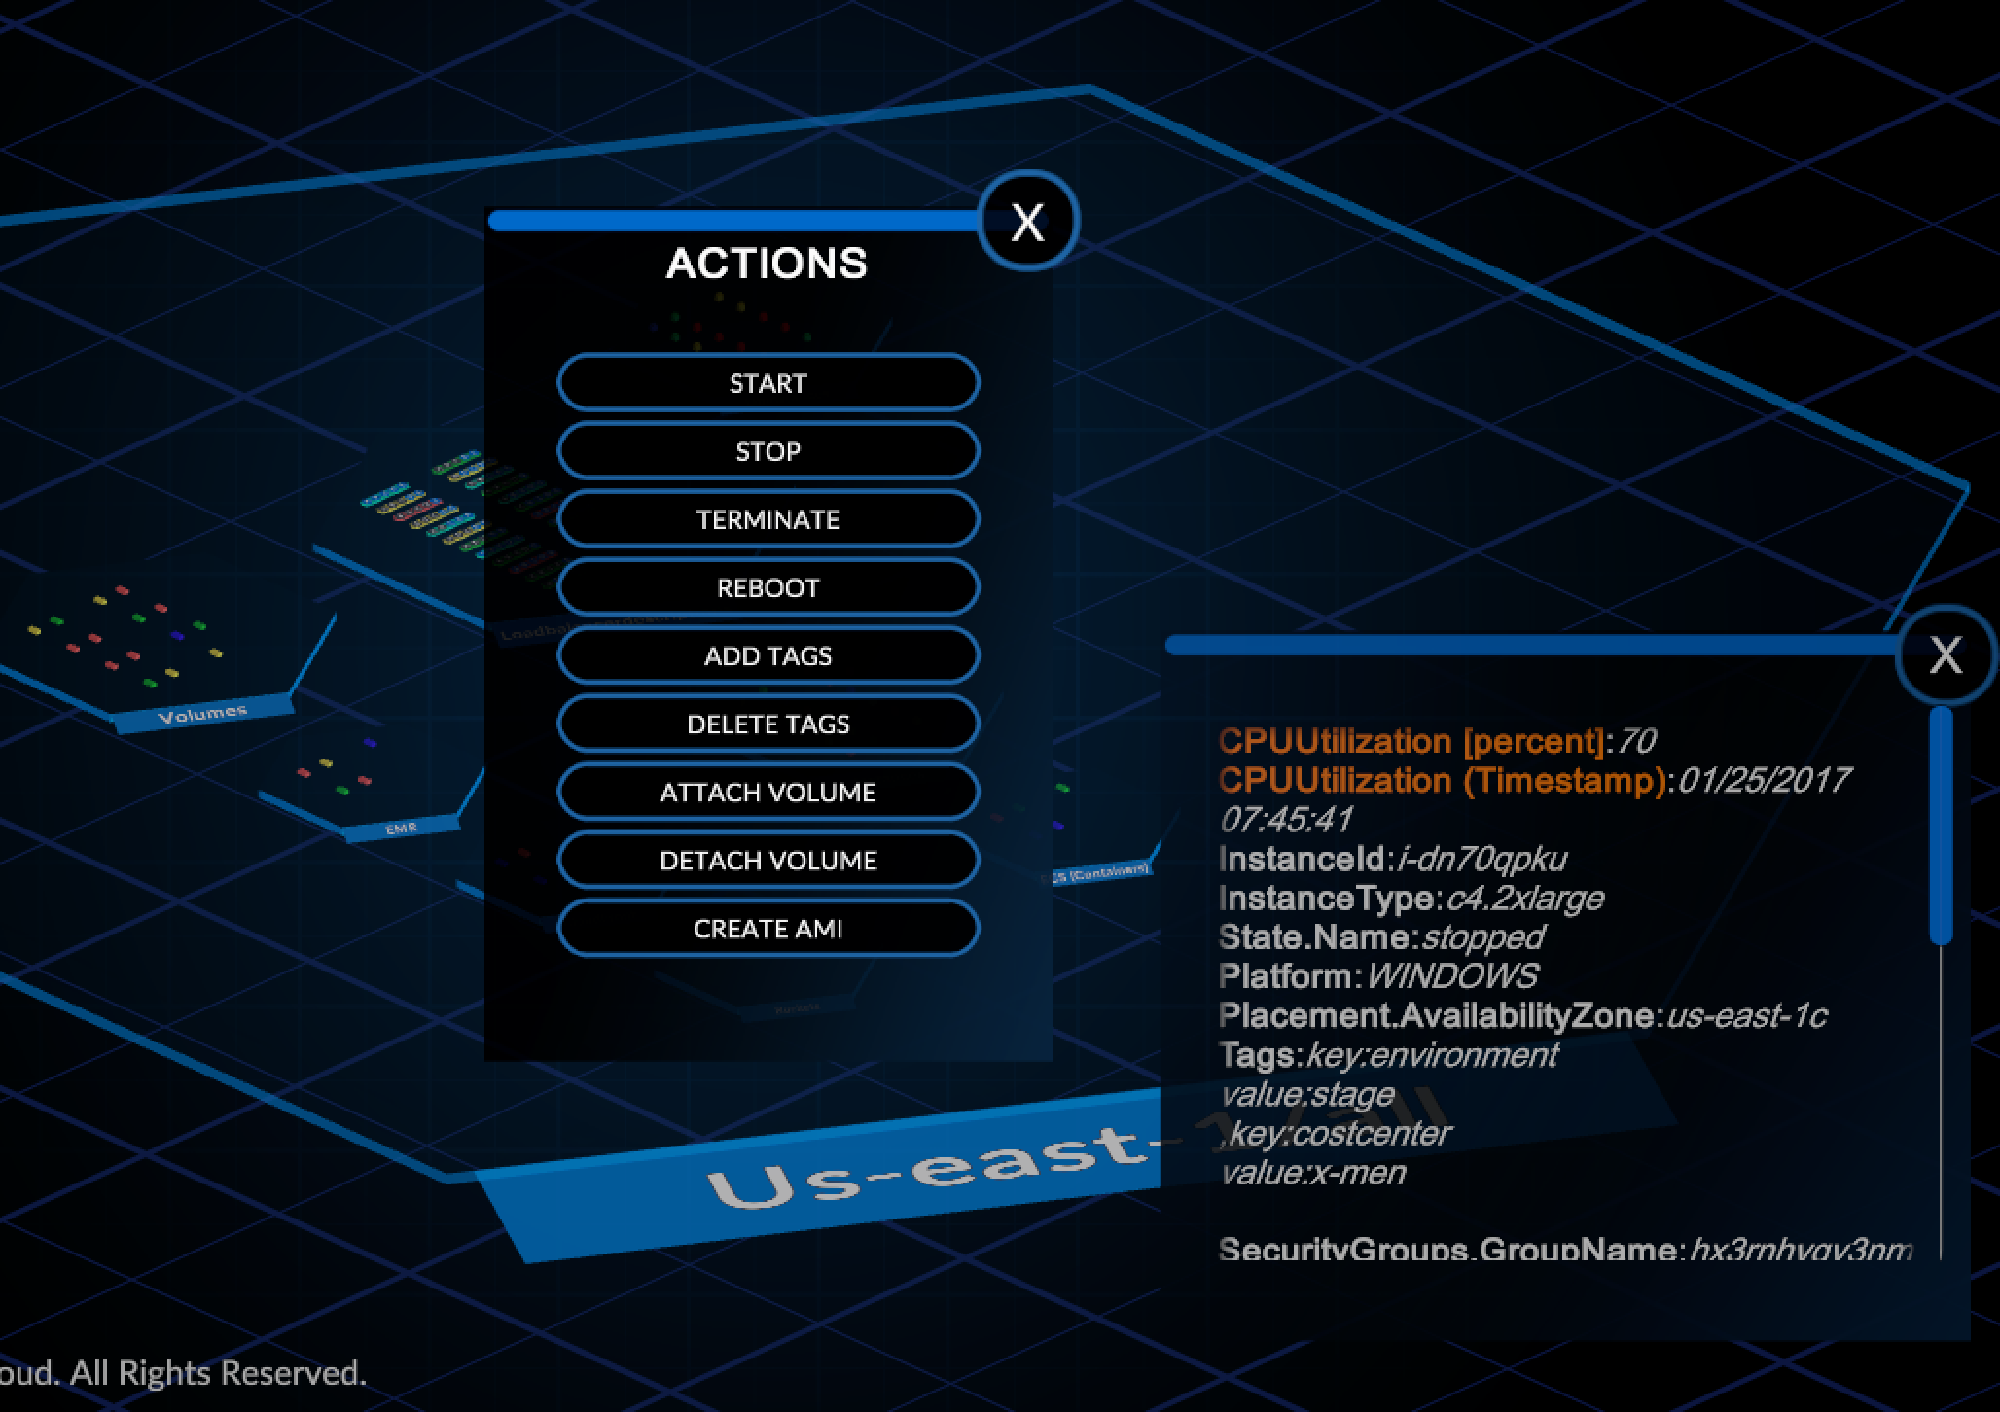 X
ACTIONS
START
STOP
TERMINATE
REBOOT
ADD TAGS
DELETE TAGS
ATTACH VOLUME
DETACH VOLUME
CREATE AMI
Volumes
EMR
CS (Containers)
Us-east-1/all
X
CPUUtilization [percent]:70
CPUUtilization (Timestamp):01/25/2017
07:45:41
InstanceId:i-dn70qpku
InstanceType:c4.2xlarge
State.Name:stopped
Platform:WINDOWS
Placement.AvailabilityZone:us-east-1c
Tags:key:environment
value:stage
,key:costcenter
value:x-men
SecurityGroups.GroupName:hx3rnhvqv3nm
oud. All Rights Reserved.